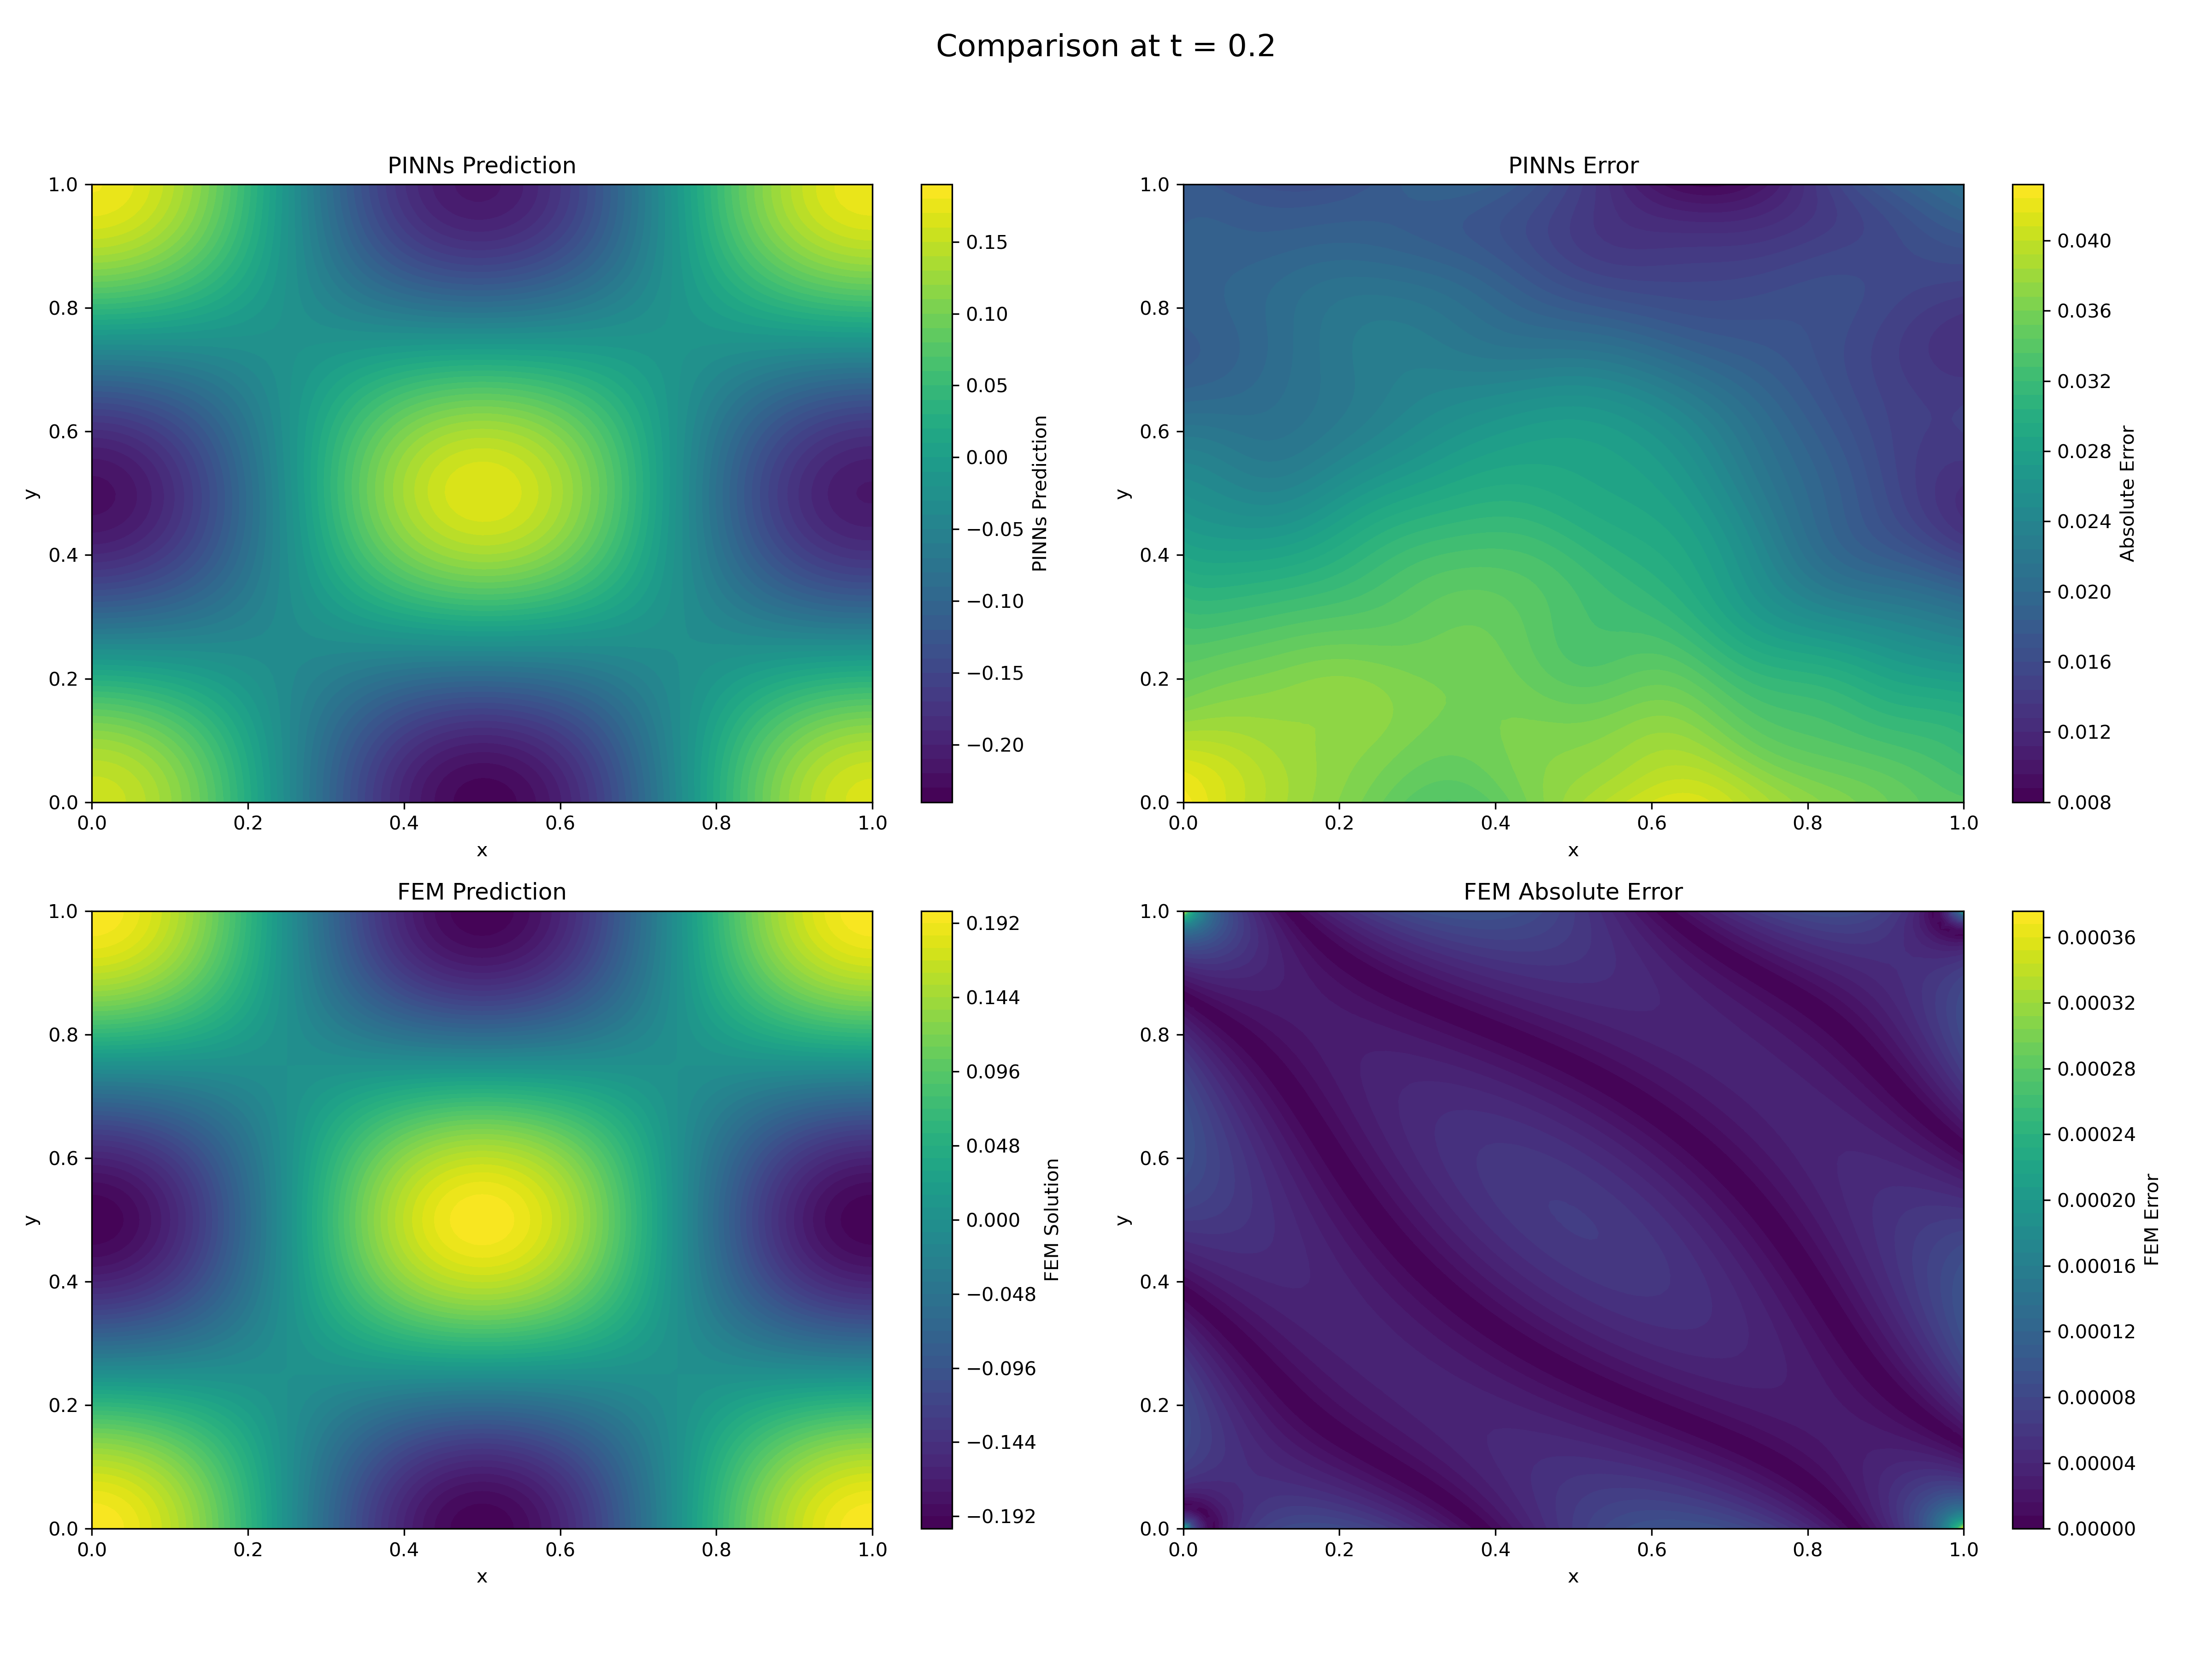 Comparison at t = 0.2
PINNs Prediction
1.0
0.8
0.6
0.4
0.2
0.0
y
0.0 0.2 0.4 0.6 0.8 1.0
x
0.15
0.10
0.05
0.00
−0.05
−0.10
−0.15
−0.20
PINNs Prediction
PINNs Error
1.0
0.8
0.6
0.4
0.2
0.0
y
0.0 0.2 0.4 0.6 0.8 1.0
x
0.040
0.036
0.032
0.028
0.024
0.020
0.016
0.012
0.008
Absolute Error
FEM Prediction
1.0
0.8
0.6
0.4
0.2
0.0
y
0.0 0.2 0.4 0.6 0.8 1.0
x
0.192
0.144
0.096
0.048
0.000
−0.048
−0.096
−0.144
−0.192
FEM Solution
FEM Absolute Error
1.0
0.8
0.6
0.4
0.2
0.0
y
0.0 0.2 0.4 0.6 0.8 1.0
x
0.00036
0.00032
0.00028
0.00024
0.00020
0.00016
0.00012
0.00008
0.00004
0.00000
FEM Error